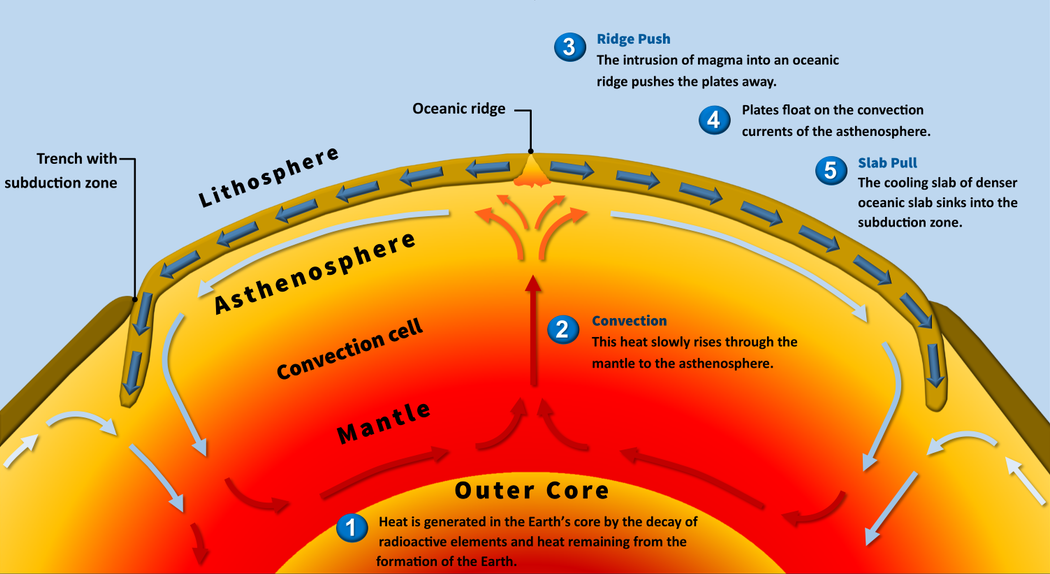 3 Ridge Push
The intrusion of magma into an oceanic
ridge pushes the plates away.
Oceanic ridge
4 Plates float on the convection
currents of the asthenosphere.
Trench with
subduction zone
Lithosphere
5 Slab Pull
The cooling slab of denser
oceanic slab sinks into the
subduction zone.
Asthenosphere
2 Convection
This heat slowly rises through the
mantle to the asthenosphere.
Convection cell
Mantle
Outer Core
1 Heat is generated in the Earth's core by the decay of
radioactive elements and heat remaining from the
formation of the Earth.